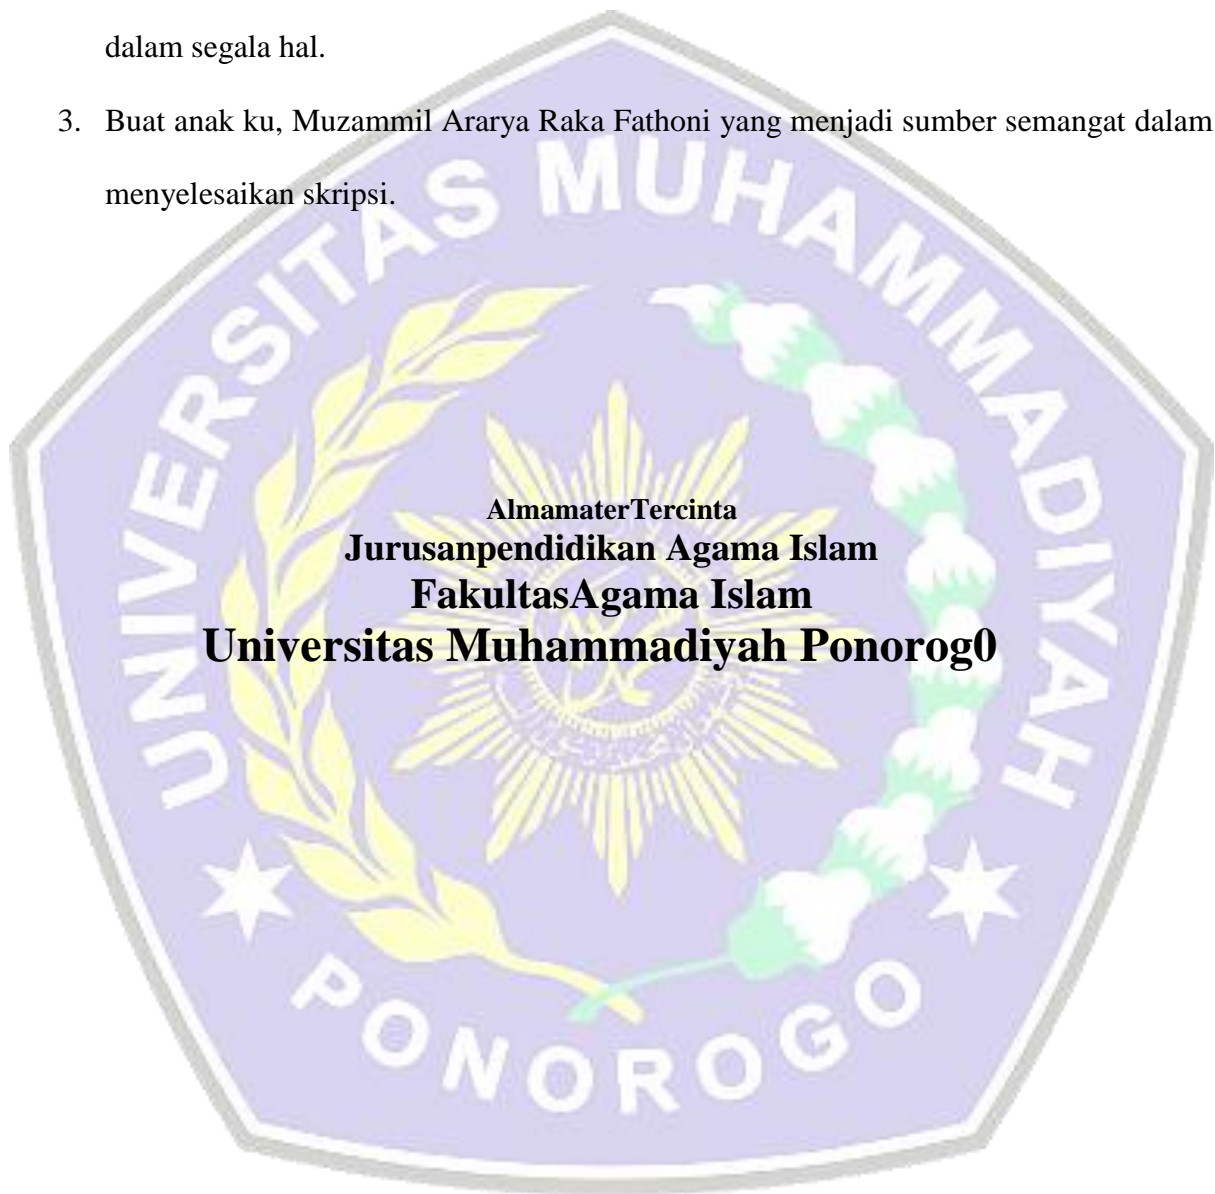 dalam segala hal.
3. Buat anak ku, Muzammil Ararya Raka Fathoni yang menjadi sumber semangat dalam
menyelesaikan skripsi.
UNIVERSITAS MUHAMMADIYAH
AlmamaterTercinta
Jurusanpendidikan Agama Islam
FakultasAgama Islam
Universitas Muhammadiyah Ponorog0
PONOROGO